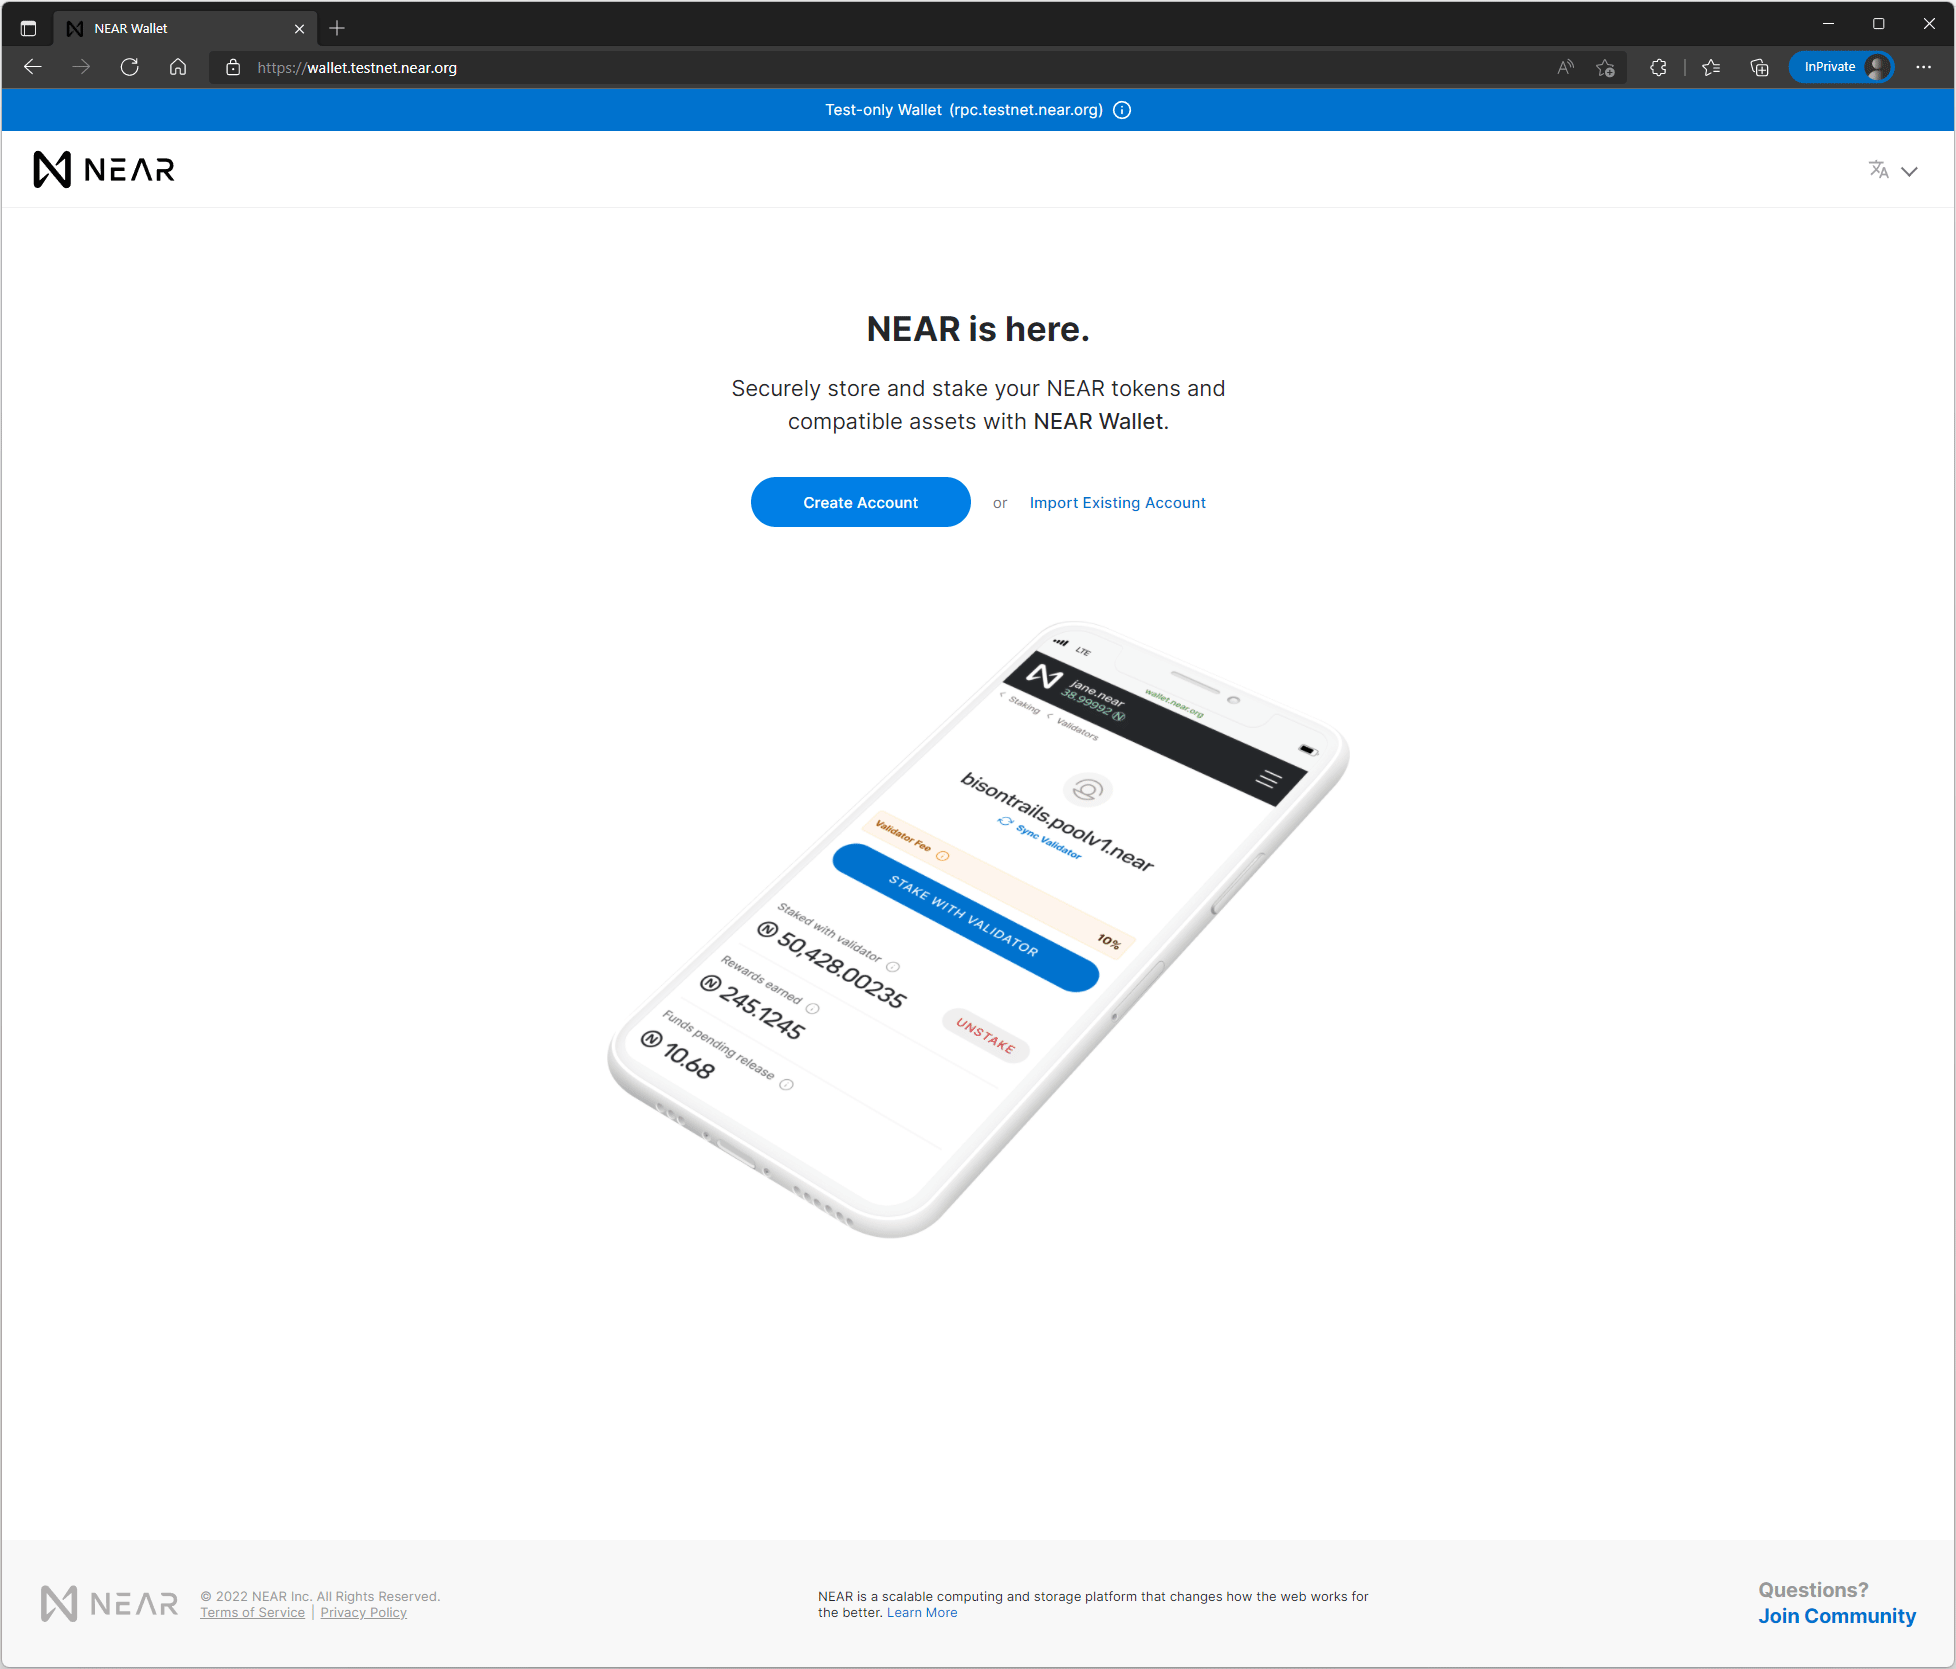 NEAR Wallet
https://wallet.testnet.near.org
InPrivate
Test-only Wallet (rpc.testnet.near.org)
NEAR
NEAR is here.
Securely store and stake your NEAR tokens and
compatible assets with NEAR Wallet.
Create Account or Import Existing Account
LTE
wallet.near.org
jane.near
38.99992
< Staking < Validators
bisontrails.poolv1.near
Sync Validator
Validator Fee 10%
STAKE WITH VALIDATOR
Staked with validator
50,428.00235
UNSTAKE
Rewards earned
245.1245
Funds pending release
10.68
NEAR
© 2022 NEAR Inc. All Rights Reserved.
Terms of Service | Privacy Policy
NEAR is a scalable computing and storage platform that changes how the web works for
the better. Learn More
Questions?
Join Community